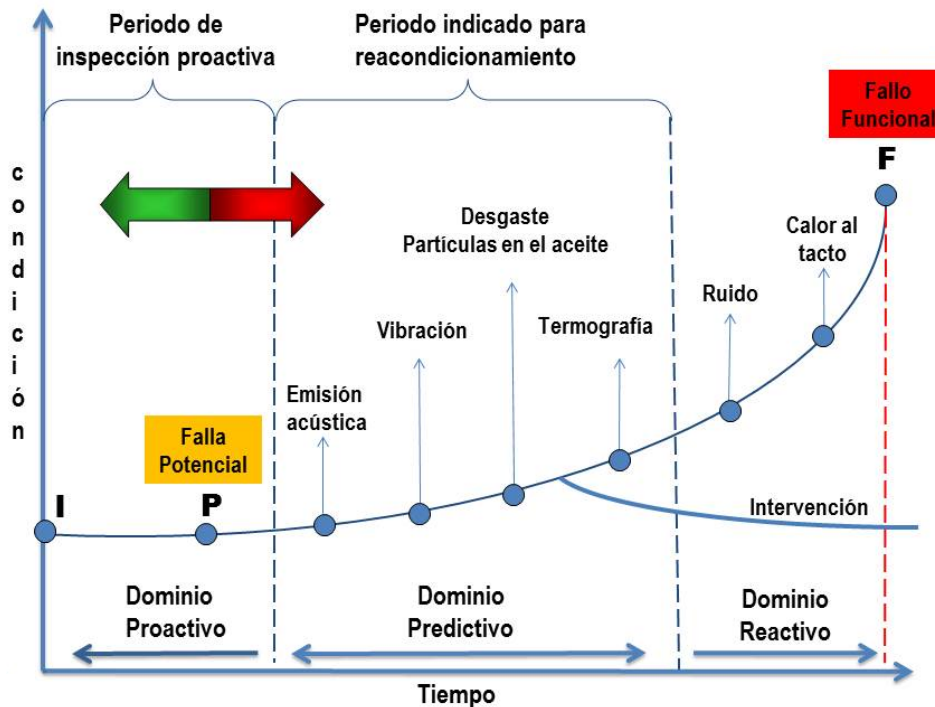 Periodo de
inspección proactiva
Periodo indicado para
reacondicionamiento
Fallo
Funcional
F
condición
Desgaste
Partículas en el aceite
Calor al
tacto
Vibración
Termografía
Ruido
Emisión
acústica
Falla
Potencial
I
P
Intervención
Dominio
Proactivo
Dominio
Predictivo
Dominio
Reactivo
Tiempo